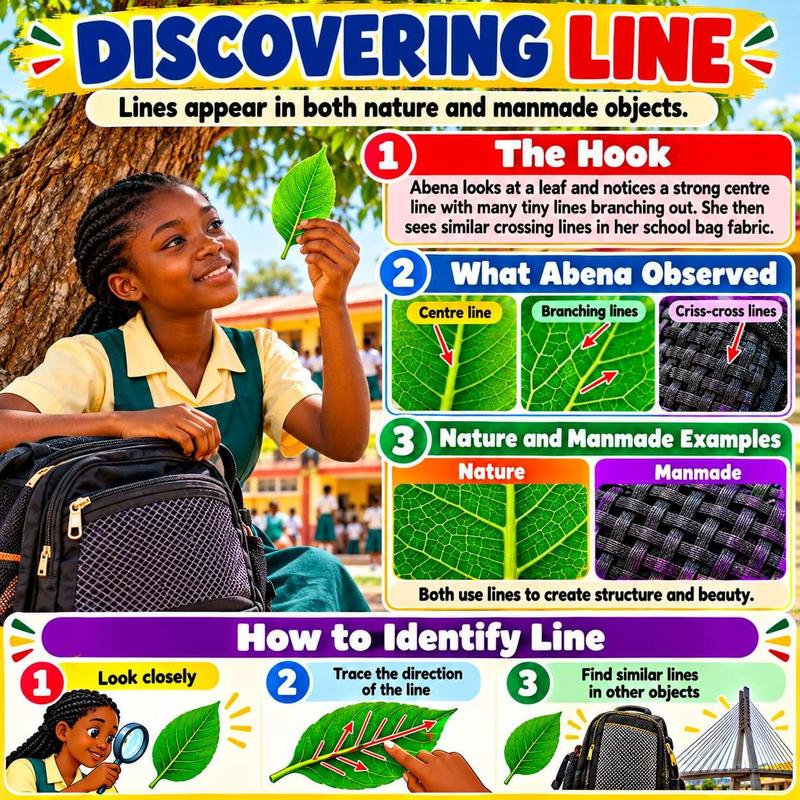 DISCOVERING LINE
Lines appear in both nature and manmade objects.
1 The Hook
Abena looks at a leaf and notices a strong centre
line with many tiny lines branching out. She then
sees similar crossing lines in her school bag fabric.
2 What Abena Observed
Centre line
Branching lines
Criss-cross lines
3 Nature and Manmade Examples
Nature
Manmade
Both use lines to create structure and beauty.
How to Identify Line
1 Look closely
2 Trace the direction
of the line
3 Find similar lines
in other objects